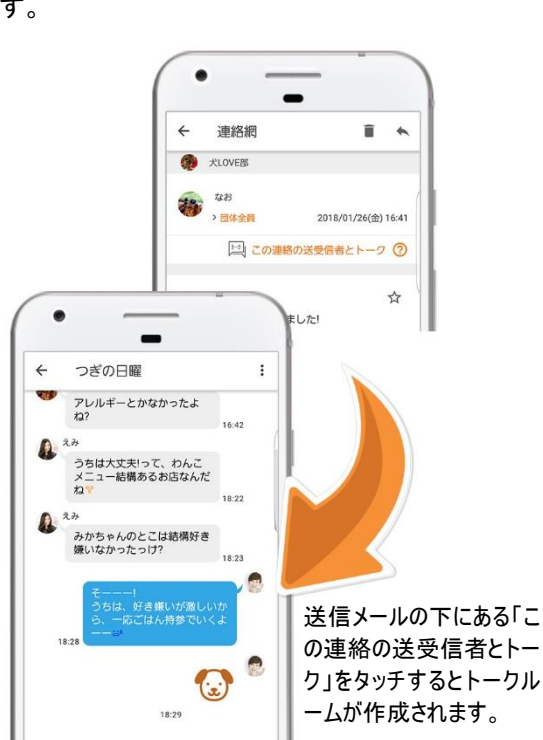 す。
連絡網
犬LOVE部
なお
> 団体全員 2018/01/26(金) 16:41
この連絡の送受信者とトーク ?
ました!
つぎの日曜
アレルギーとかなかったよ
ね?
16:42
えみ
うちは大丈夫!って、わんこ
メニュー結構あるお店なんだ
ね
18:22
えみ
みかちゃんのとこは結構好き
嫌いなかったっけ?
18:23
そーーー!
うちは、好き嫌いが激しいか
ら、一応ごはん持参でいくよ
ーー
18:28
18:29
送信メールの下にある「こ
の連絡の送受信者とトー
ク」をタッチするとトークル
ームが作成されます。